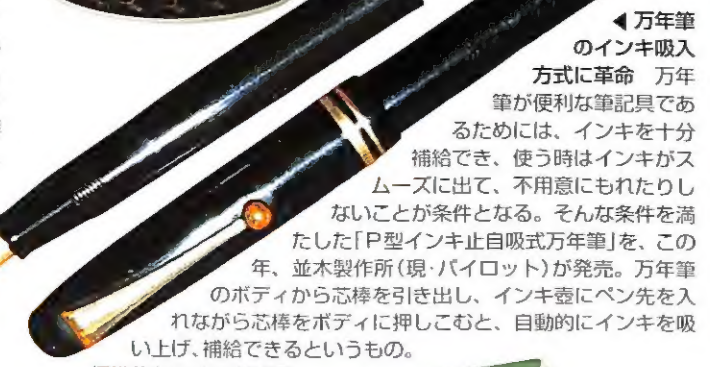 ◀万年筆
のインキ吸入
方式に革命 万年
筆が便利な筆記具であ
るためには、インキを十分
補給でき、使う時はインキがス
ムーズに出て、不用意にもれたりし
ないことが条件となる。そんな条件を満
たした「P型インキ止自吸式万年筆」を、この
年、並木製作所(現・パイロット)が発売。万年筆
のボディから芯棒を引き出し、インキ壺にペン先を入
れながら芯棒をボディに押しこむと、自動的にインキを吸
い上げ、補給できるというもの。